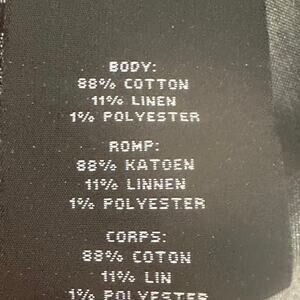 BODY:
88% COTTON
11% LINEN
1% POLYESTER
ROMP:
88% KATOEN
11% LINNEN
1% POLYESTER
CORPS:
88% COTON
11% LIN
1% POLYESTER